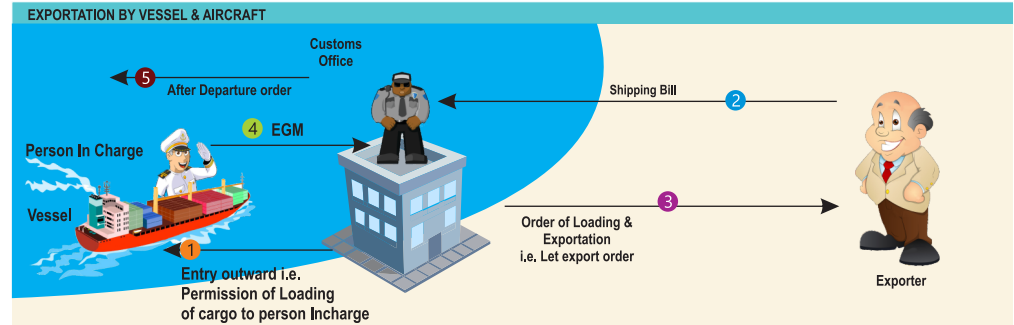 EXPORTATION BY VESSEL & AIRCRAFT
Customs
Office
5
After Departure order
Shipping Bill
2
4 EGM
Person In Charge
3
Vessel
Order of Loading &
Exportation
i.e. Let export order
1
Entry outward i.e.
Permission of Loading
of cargo to person Incharge
Exporter